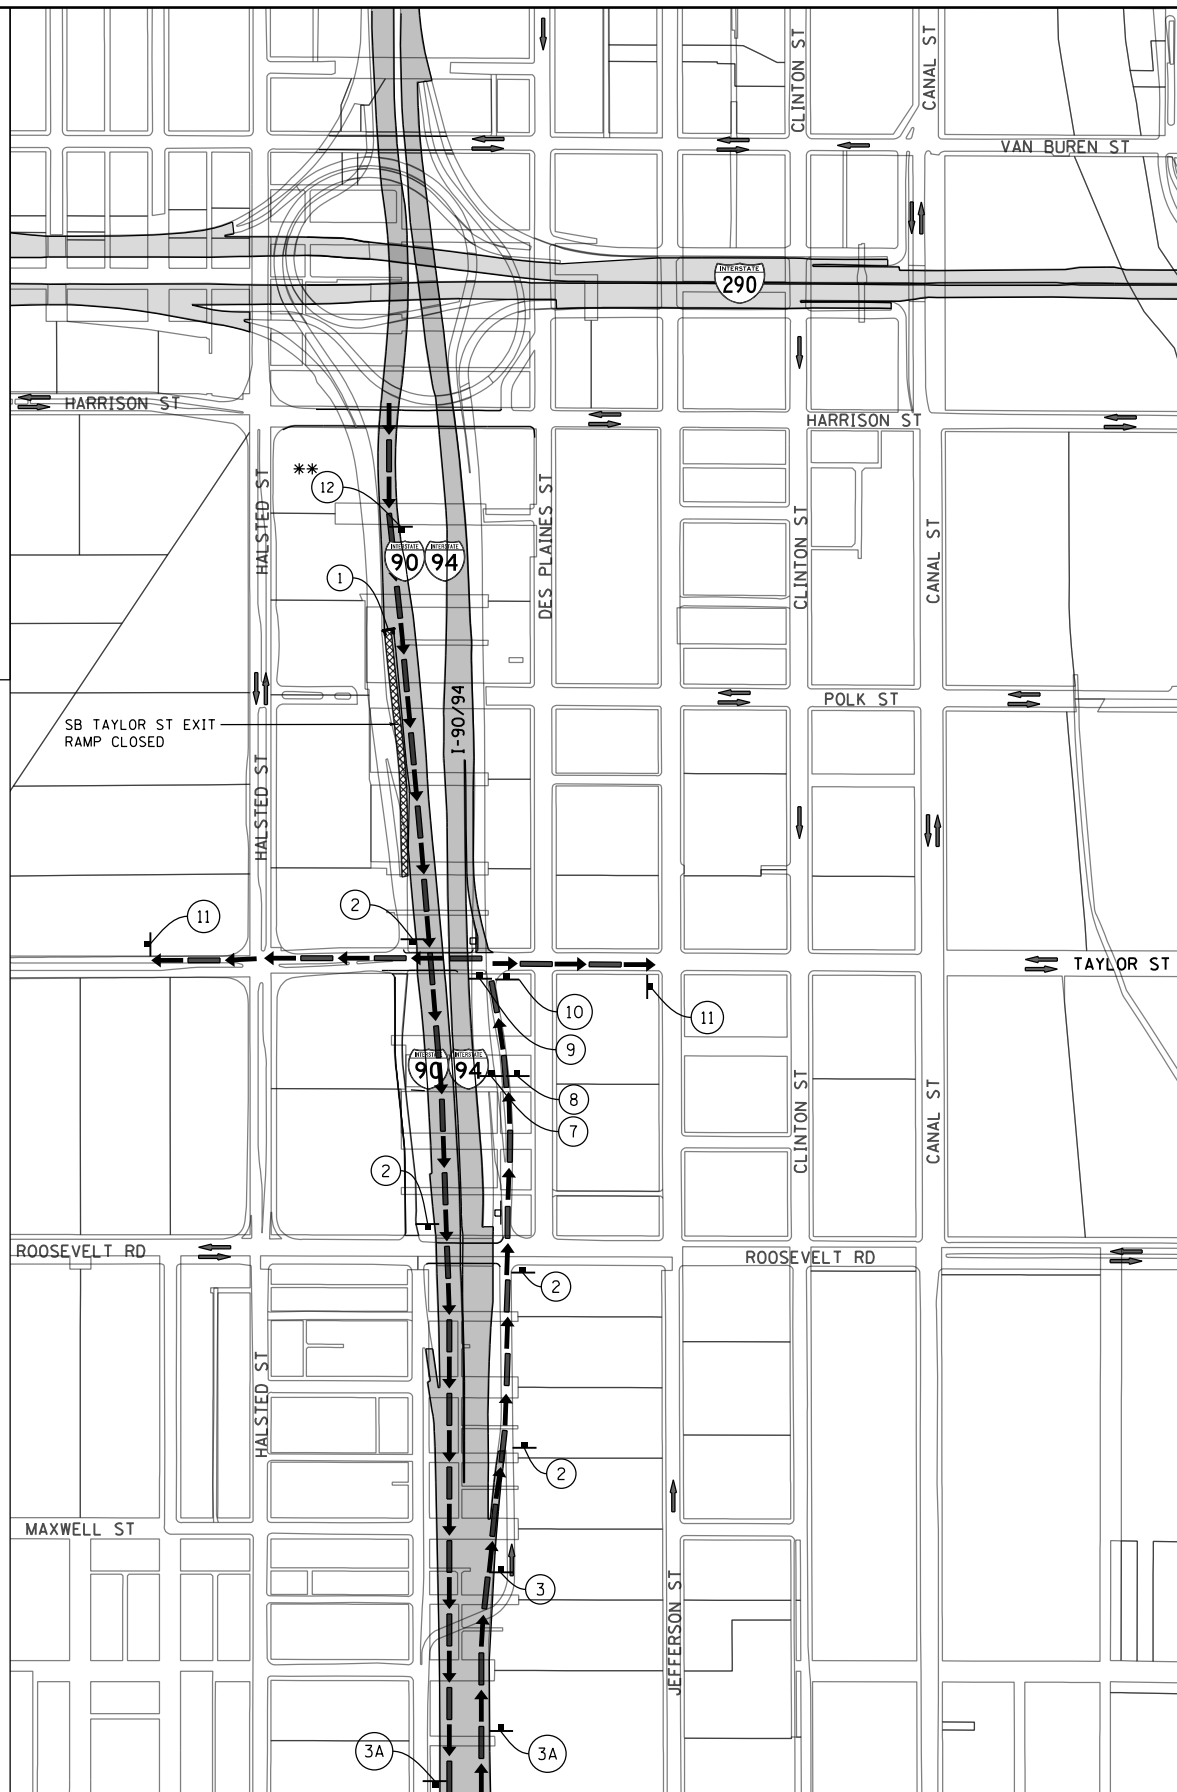 CLINTON ST
CANAL ST
VAN BUREN ST
INTERSTATE
290
HARRISON ST
HARRISON ST
**
12
HALSTED ST
DES PLAINES ST
CLINTON ST
CANAL ST
INTERSTATE
90
INTERSTATE
94
1
I-90/94
POLK ST
SB TAYLOR ST EXIT
RAMP CLOSED
HALSTED ST
2
11
TAYLOR ST
10
11
9
INTERSTATE
90
INTERSTATE
94
8
7
CLINTON ST
CANAL ST
2
ROOSEVELT RD
ROOSEVELT RD
2
HALSTED ST
2
MAXWELL ST
3
JEFFERSON ST
3A
3A